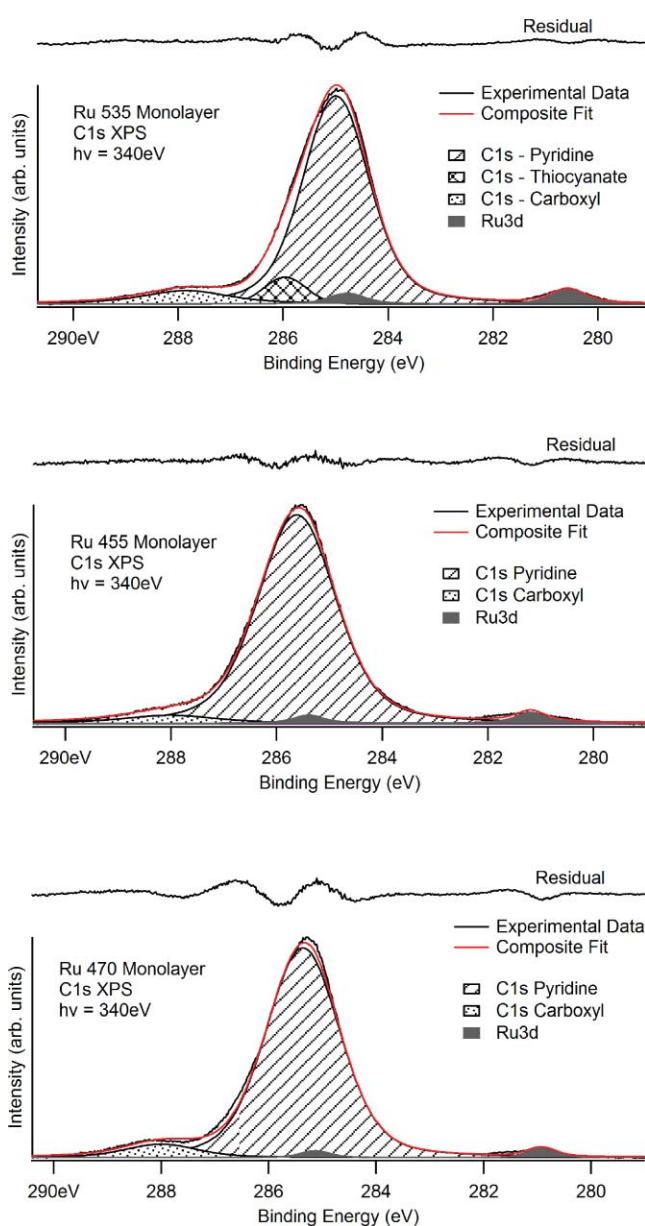 Residual
Intensity (arb. units)
Ru 535 Monolayer
C1s XPS
hν = 340eV
Experimental Data
Composite Fit
C1s - Pyridine
C1s - Thiocyanate
C1s - Carboxyl
Ru3d
290eV 288 286 284 282 280
Binding Energy (eV)
Residual
Intensity (arb. units)
Ru 455 Monolayer
C1s XPS
hν = 340eV
Experimental Data
Composite Fit
C1s Pyridine
C1s Carboxyl
Ru3d
290eV 288 286 284 282 280
Binding Energy (eV)
Residual
Intensity (arb. units)
Ru 470 Monolayer
C1s XPS
hν = 340eV
Experimental Data
Composite Fit
C1s Pyridine
C1s Carboxyl
Ru3d
290eV 288 286 284 282 280
Binding Energy (eV)